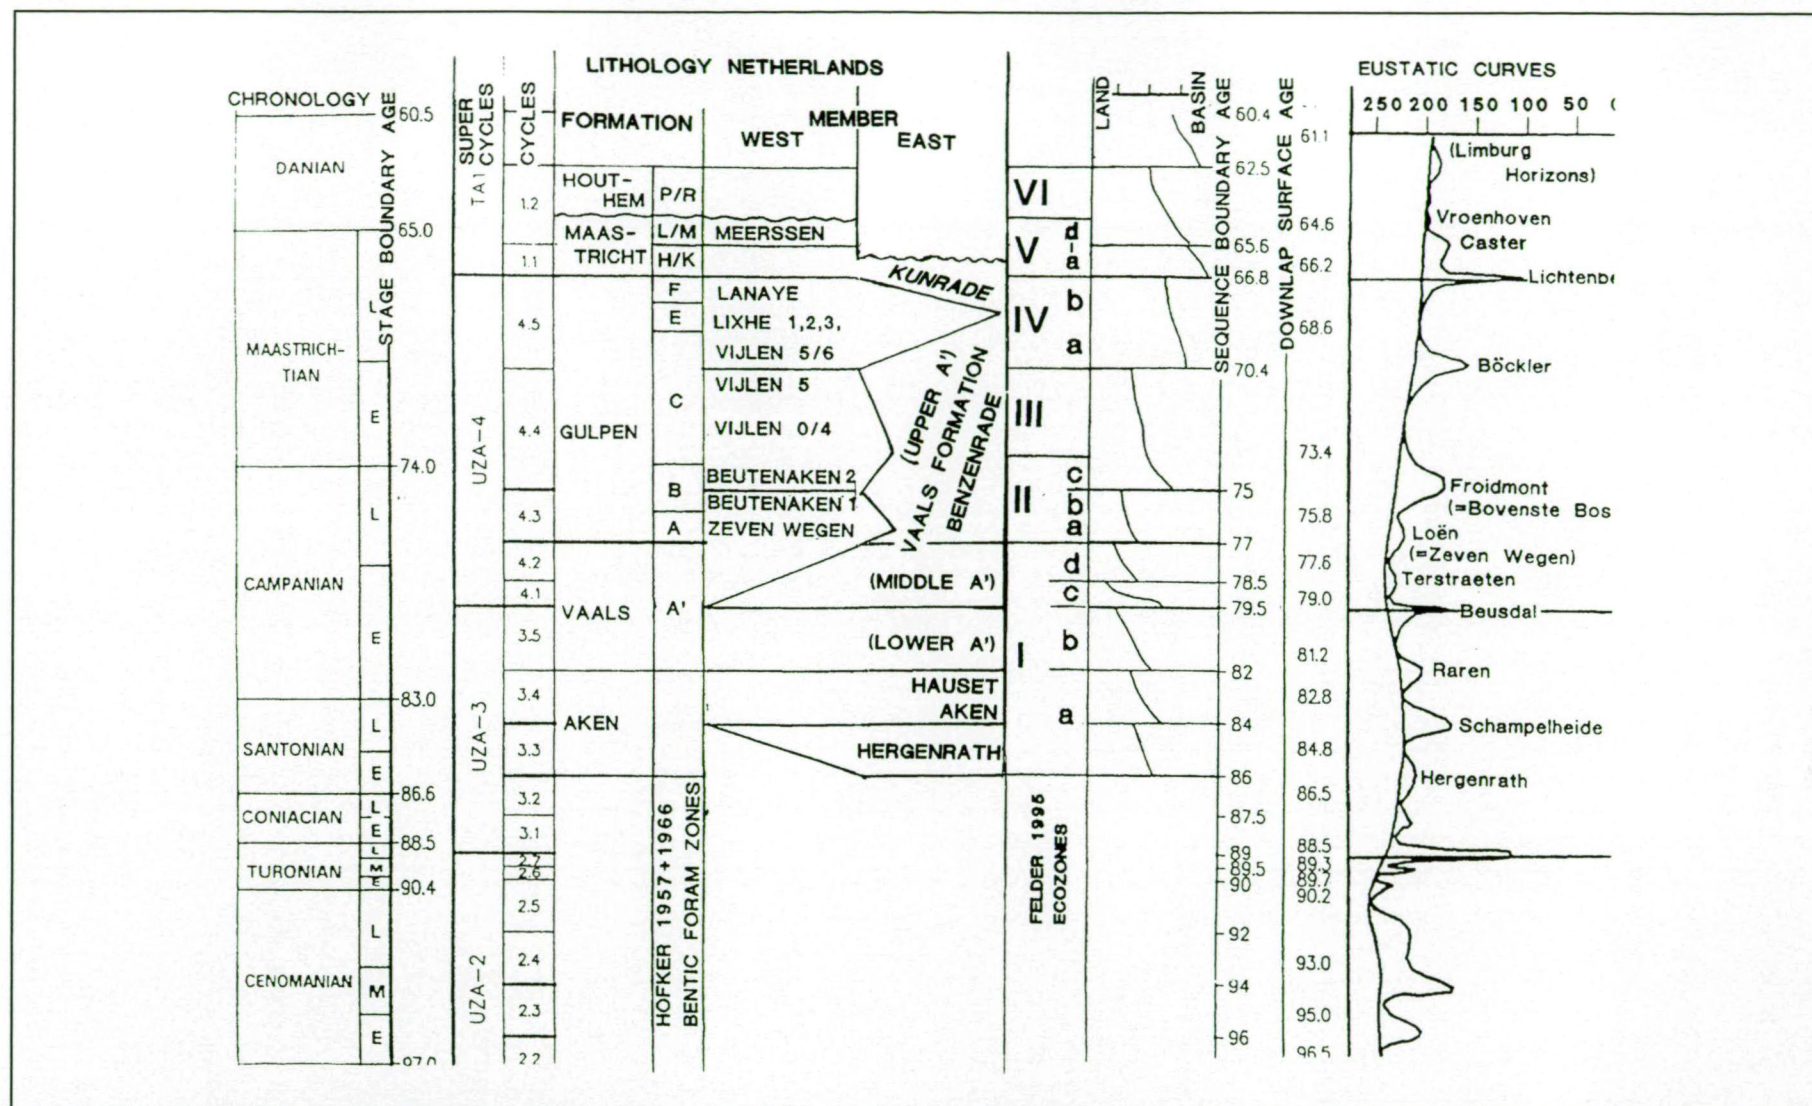 CHRONOLOGY
STAGE BOUNDARY AGE
60.5
DANIAN
65.0
MAASTRICH-
TIAN
L
E
74.0
CAMPANIAN
L
E
83.0
SANTONIAN
L
E
86.6
CONIACIAN
L
E
88.5
TURONIAN
L
M
E
90.4
CENOMANIAN
L
M
E
97.0
SUPER
CYCLES
TA1
UZA-4
UZA-3
UZA-2
CYCLES
1.2
1.1
4.5
4.4
4.3
4.2
4.1
3.5
3.4
3.3
3.2
3.1
2.7
2.6
2.5
2.4
2.3
2.2
LITHOLOGY NETHERLANDS
FORMATION
HOUT-
HEM
MAAS-
TRICHT
GULPEN
VAALS
AKEN
P/R
L/M
H/K
F
E
C
B
A
A'
HOFKER 1957+1966
BENTIC FORAM ZONES
MEMBER
WEST
EAST
MEERSSEN
LANAYE
LIXHE 1,2,3,
VIJLEN 5/6
VIJLEN 5
VIJLEN 0/4
BEUTENAKEN 2
BEUTENAKEN 1
ZEVEN WEGEN
KUNRADE
(UPPER A')
VAALS FORMATION
BENZENRADE
(MIDDLE A')
(LOWER A')
HAUSET
AKEN
HERGENRATH
VI
V
d
-
a
IV
b
a
III
II
c
b
a
I
d
c
b
a
FELDER 1995
ECOZONES
LAND
BASIN
SEQUENCE BOUNDARY AGE
60.4
62.5
65.6
66.8
70.4
75
77
78.5
79.5
82
84
86
87.5
89
89.5
90
92
94
96
DOWNLAP SURFACE AGE
61.1
64.6
66.2
68.6
73.4
75.8
77.6
79.0
81.2
82.8
84.8
86.5
88.5
89.3
89.7
90.2
93.0
95.0
96.5
EUSTATIC CURVES
250 200 150 100 50
(Limburg
Horizons)
Vroenhoven
Caster
Lichtenbe
Böckler
Froidmont
(=Bovenste Bos
Loën
(=Zeven Wegen)
Terstraeten
Beusdal
Raren
Schampelheide
Hergenrath